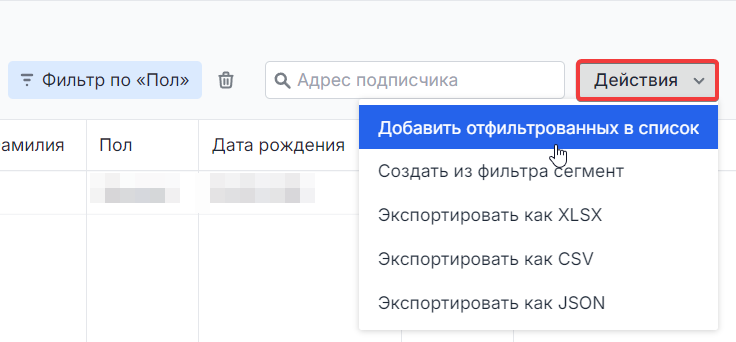 Фильтр по «Пол»
Адрес подписчика
Действия
амилия
Пол
Дата рождения
Добавить отфильтрованных в список
Создать из фильтра сегмент
Экспортировать как XLSX
Экспортировать как CSV
Экспортировать как JSON